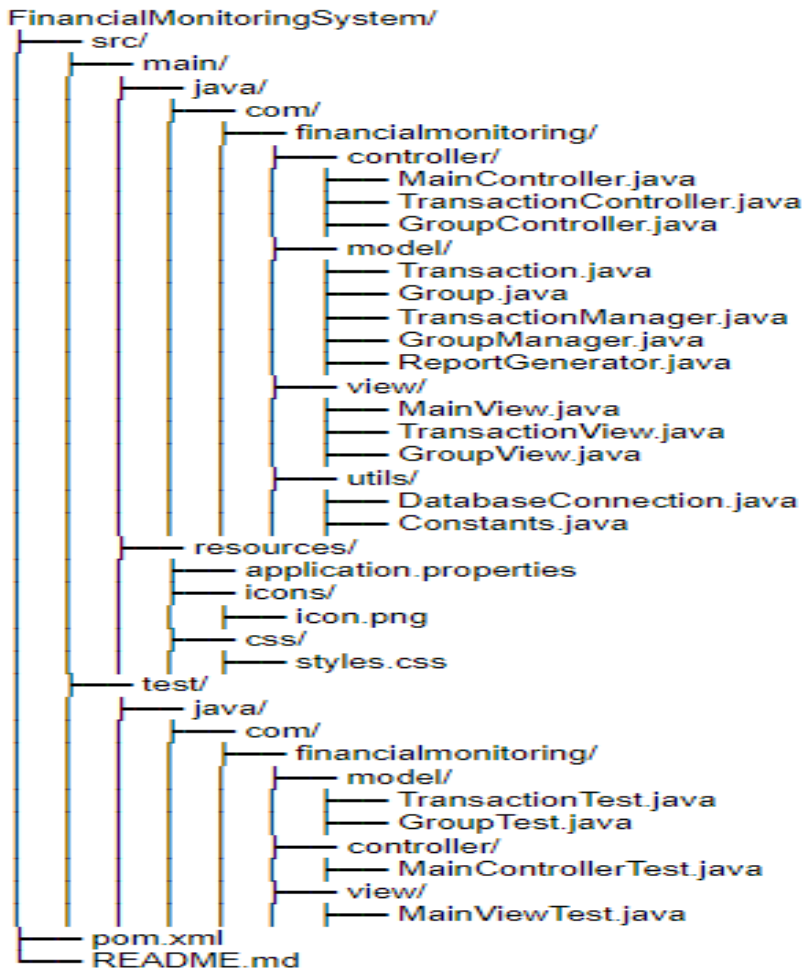 FinancialMonitoringSystem/
src/
main/
java/
com/
financialmonitoring/
controller/
MainController.java
TransactionController.java
GroupController.java
model/
Transaction.java
Group.java
TransactionManager.java
GroupManager.java
ReportGenerator.java
view/
MainView.java
TransactionView.java
GroupView.java
utils/
DatabaseConnection.java
Constants.java
resources/
application.properties
icons/
icon.png
css/
styles.css
test/
java/
com/
financialmonitoring/
model/
TransactionTest.java
GroupTest.java
controller/
MainControllerTest.java
view/
MainViewTest.java
pom.xml
README.md